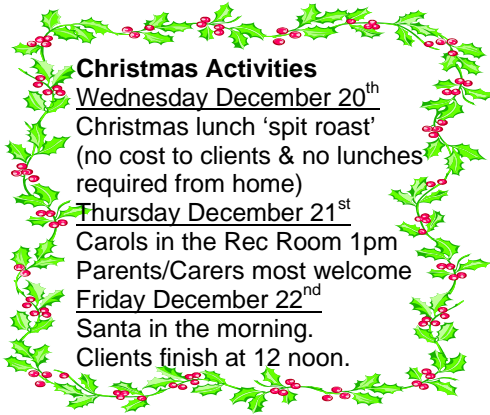 Christmas Activities
Wednesday December 20th
Christmas lunch ‘spit roast’
(no cost to clients & no lunches
required from home)
Thursday December 21st
Carols in the Rec Room 1pm
Parents/Carers most welcome
Friday December 22nd
Santa in the morning.
Clients finish at 12 noon.